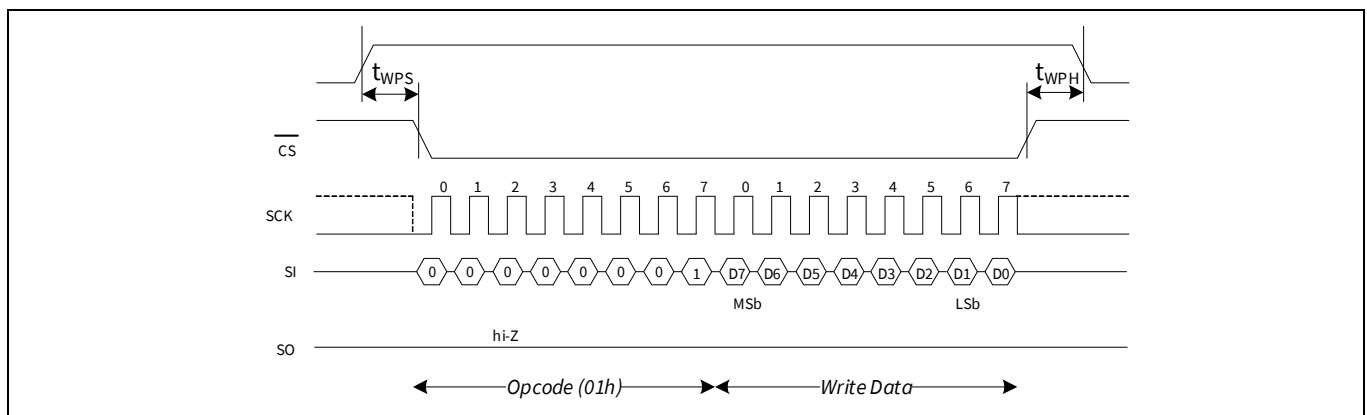 tWPS
tWPH
CS
0 1 2 3 4 5 6 7 0 1 2 3 4 5 6 7
SCK
SI 0 0 0 0 0 0 0 1 D7 D6 D5 D4 D3 D2 D1 D0
MSb LSb
hi-Z
SO
Opcode (01h) Write Data